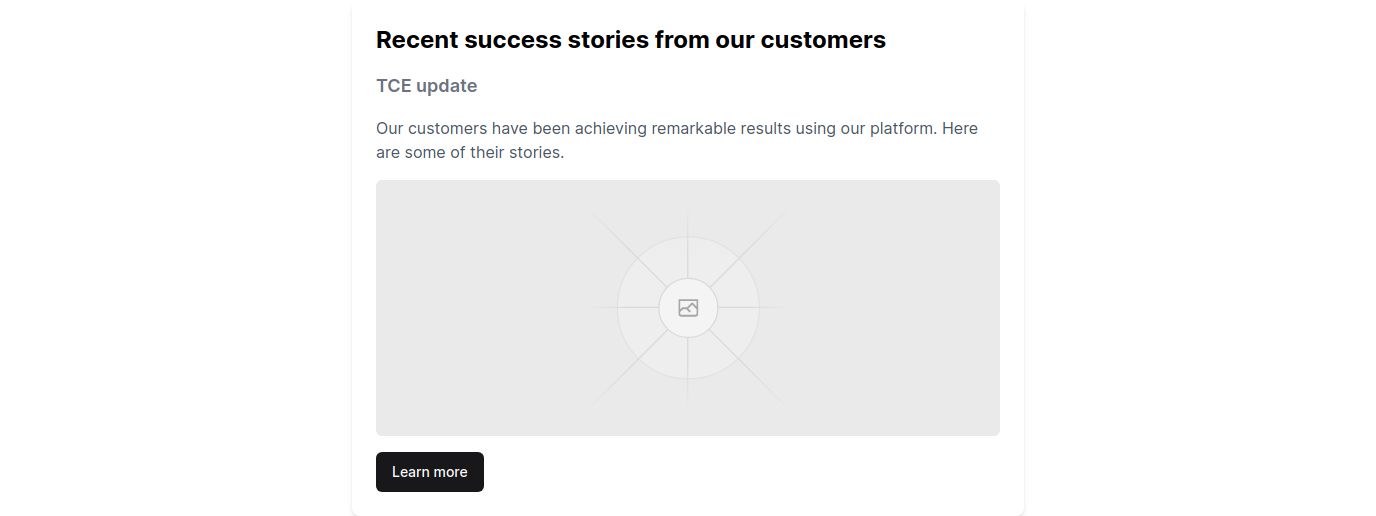 Recent success stories from our customers
TCE update
Our customers have been achieving remarkable results using our platform. Here
are some of their stories.
Learn more